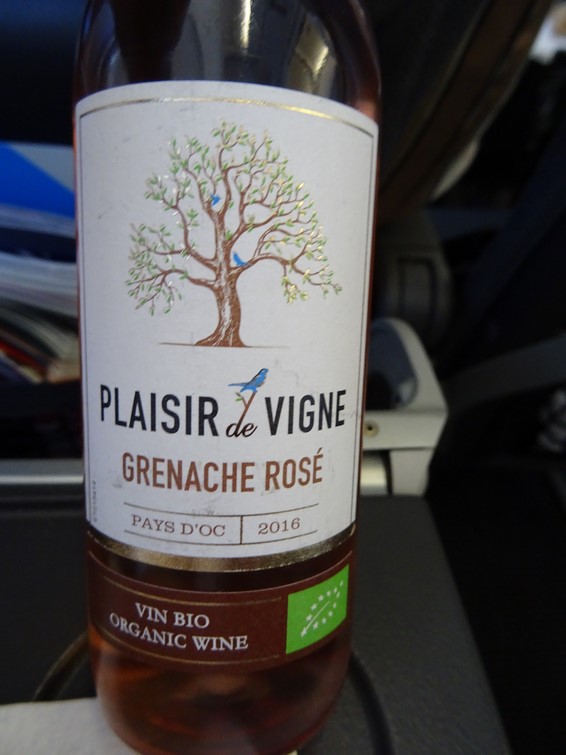 PLAISIR de VIGNE
GRENACHE ROSÉ
PAYS D'OC 2016
VIN BIO
ORGANIC WINE